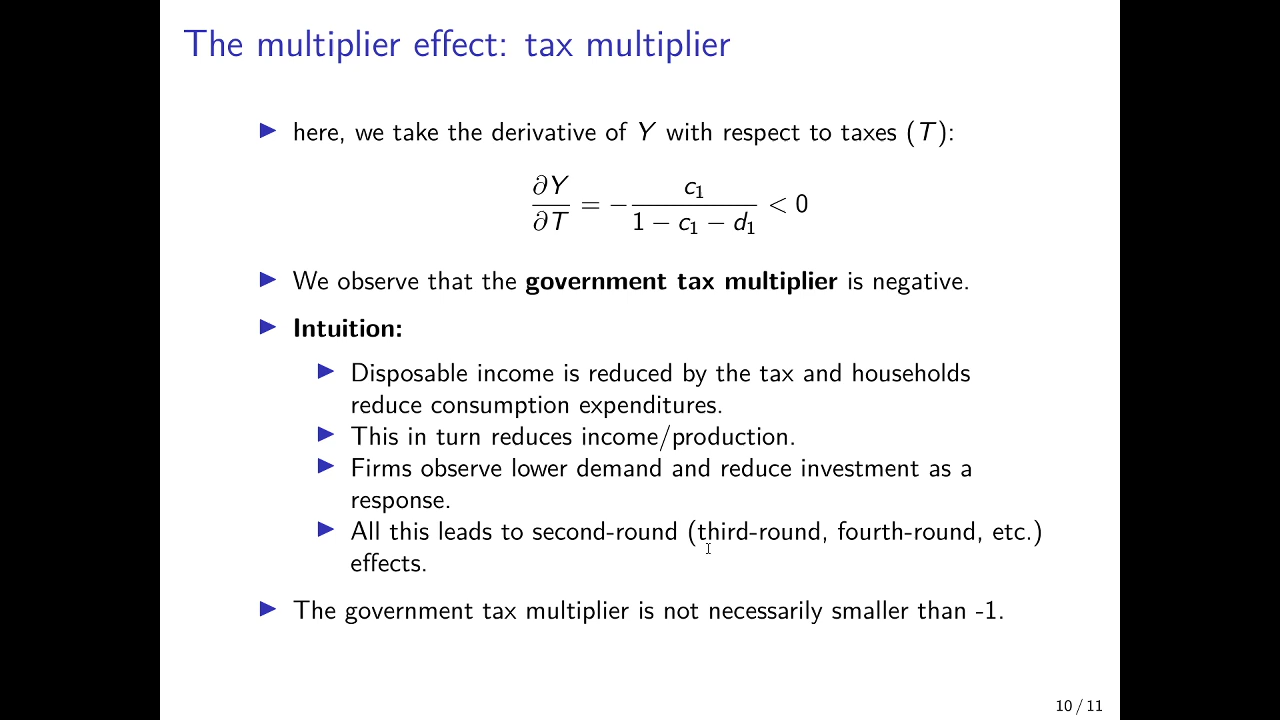 The multiplier effect: tax multiplier
▶ here, we take the derivative of Y with respect to taxes (T):
∂Y/∂T = − c₁/(1 − c₁ − d₁) < 0
▶ We observe that the government tax multiplier is negative.
▶ Intuition:
▶ Disposable income is reduced by the tax and households
reduce consumption expenditures.
▶ This in turn reduces income/production.
▶ Firms observe lower demand and reduce investment as a
response.
▶ All this leads to second-round (third-round, fourth-round, etc.)
effects.
▶ The government tax multiplier is not necessarily smaller than -1.
10 / 11